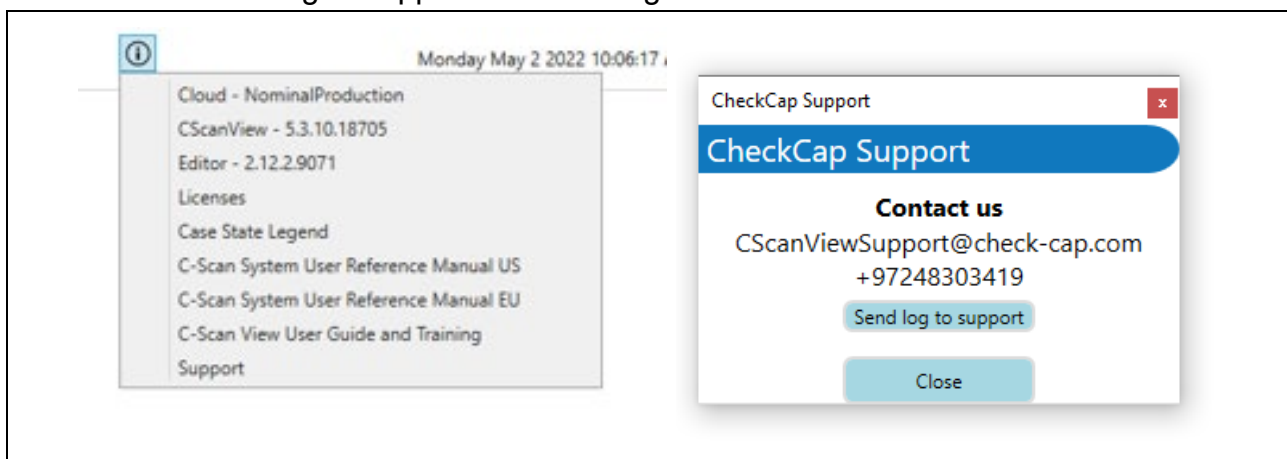 Monday May 2 2022 10:06:17
Cloud - NominalProduction
CScanView - 5.3.10.18705
Editor - 2.12.2.9071
Licenses
Case State Legend
C-Scan System User Reference Manual US
C-Scan System User Reference Manual EU
C-Scan View User Guide and Training
Support
CheckCap Support
x
CheckCap Support
Contact us
CScanViewSupport@check-cap.com
+97248303419
Send log to support
Close